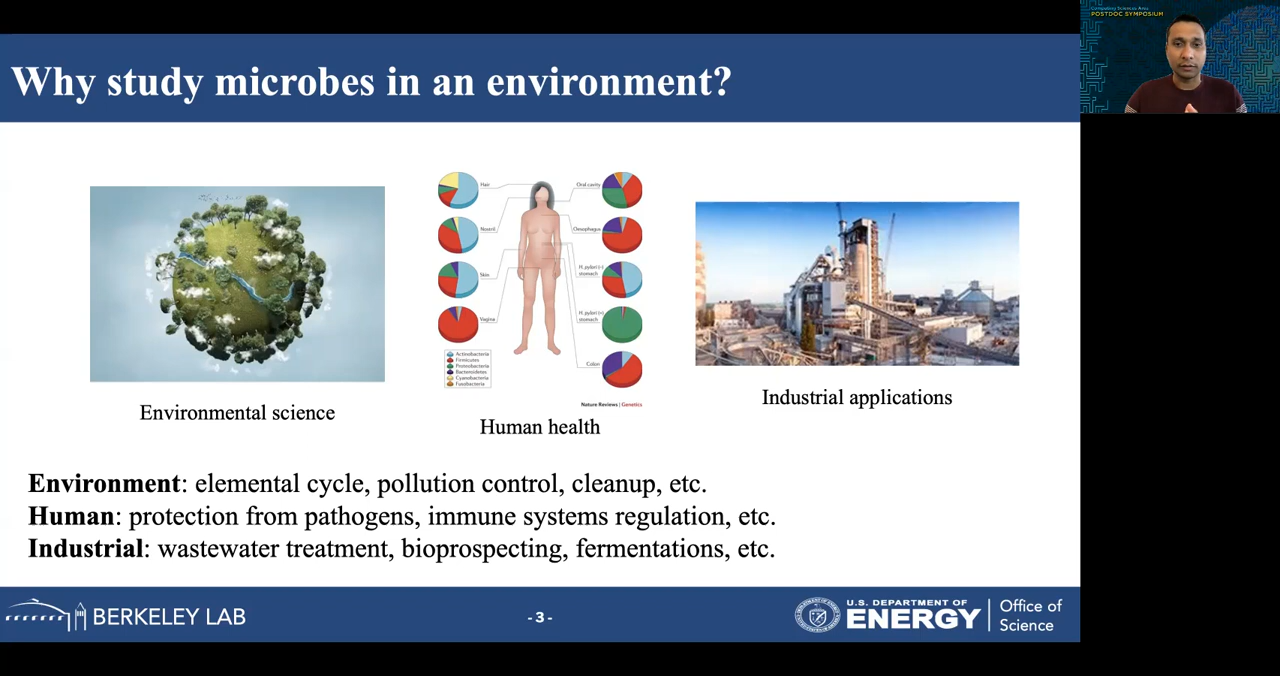 Computing Sciences Area
POSTDOC SYMPOSIUM
Why study microbes in an environment?
Hair
Nostril
Skin
Vagina
Oral cavity
Oesophagus
H. pylori (–)
stomach
H. pylori (+)
stomach
Colon
Actinobacteria
Firmicutes
Proteobacteria
Bacteroidetes
Cyanobacteria
Fusobacteria
Nature Reviews | Genetics
Environmental science
Human health
Industrial applications
Environment: elemental cycle, pollution control, cleanup, etc.
Human: protection from pathogens, immune systems regulation, etc.
Industrial: wastewater treatment, bioprospecting, fermentations, etc.
BERKELEY LAB
- 3 -
U.S. DEPARTMENT OF
ENERGY
Office of
Science